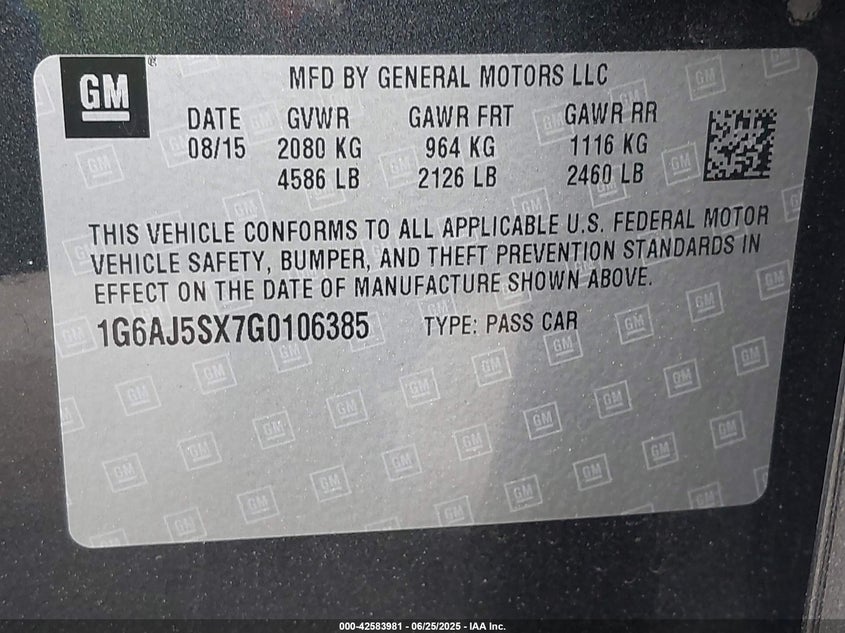 GM
MFD BY GENERAL MOTORS LLC
DATE GVWR GAWR FRT GAWR RR
08/15 2080 KG 964 KG 1116 KG
4586 LB 2126 LB 2460 LB
THIS VEHICLE CONFORMS TO ALL APPLICABLE U.S. FEDERAL MOTOR
VEHICLE SAFETY, BUMPER, AND THEFT PREVENTION STANDARDS IN
EFFECT ON THE DATE OF MANUFACTURE SHOWN ABOVE.
1G6AJ5SX7G0106385 TYPE: PASS CAR
000-42583981 - 06/25/2025 - IAA Inc.